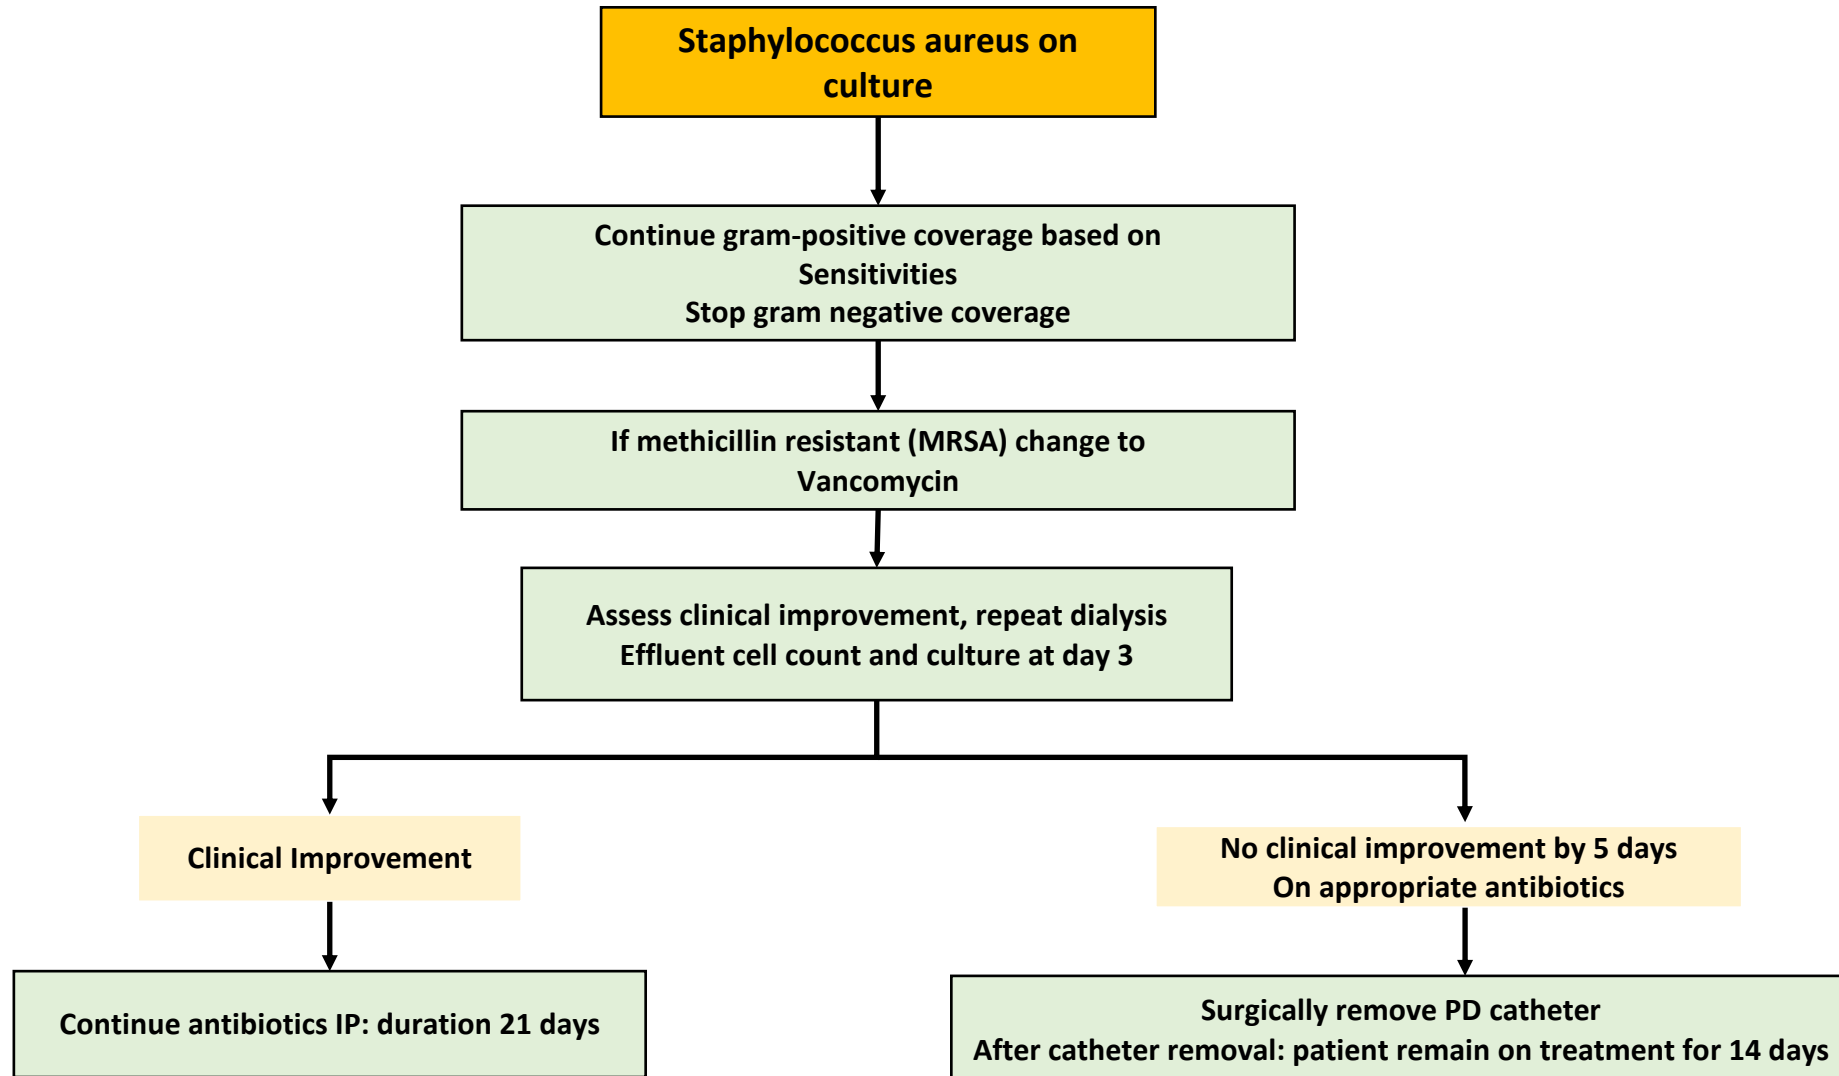 Staphylococcus aureus on
culture
Continue gram-positive coverage based on
Sensitivities
Stop gram negative coverage
If methicillin resistant (MRSA) change to
Vancomycin
Assess clinical improvement, repeat dialysis
Effluent cell count and culture at day 3
Clinical Improvement
No clinical improvement by 5 days
On appropriate antibiotics
Continue antibiotics IP: duration 21 days
Surgically remove PD catheter
After catheter removal: patient remain on treatment for 14 days